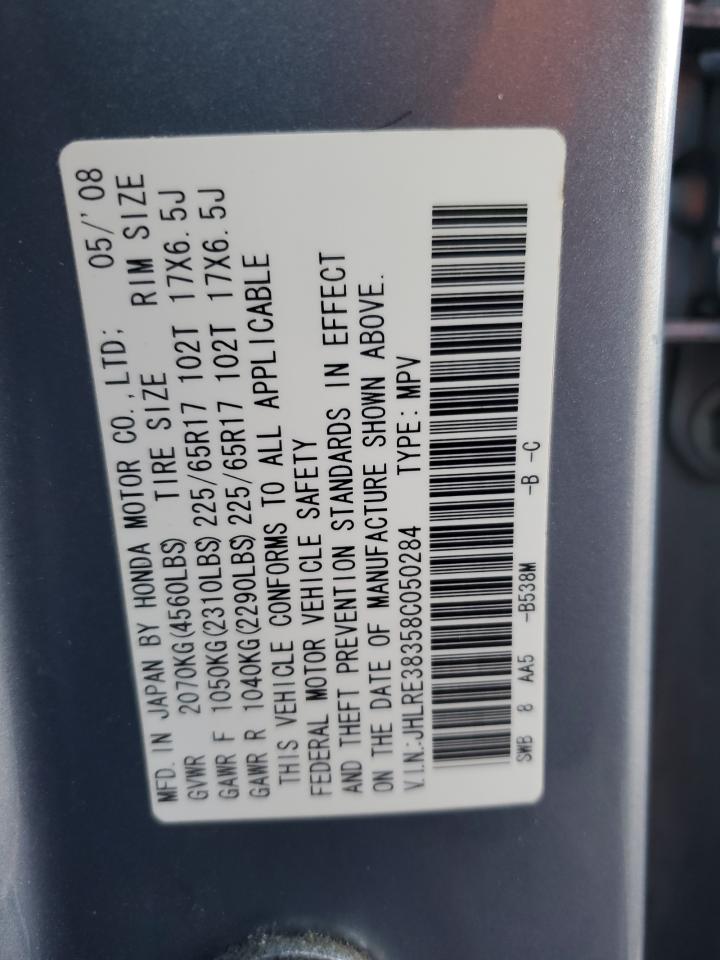 MFD. IN JAPAN BY HONDA MOTOR CO., LTD; 05/'08
GVWR 2070KG(4560LBS) TIRE SIZE RIM SIZE
GAWR F 1050KG(2310LBS) 225/65R17 102T 17X6.5J
GAWR R 1040KG(2290LBS) 225/65R17 102T 17X6.5J
THIS VEHICLE CONFORMS TO ALL APPLICABLE
FEDERAL MOTOR VEHICLE SAFETY
AND THEFT PREVENTION STANDARDS IN EFFECT
ON THE DATE OF MANUFACTURE SHOWN ABOVE.
V.I.N.:JHLRE38358C050284 TYPE: MPV
SWB 8 AA5 -B538M -B -C